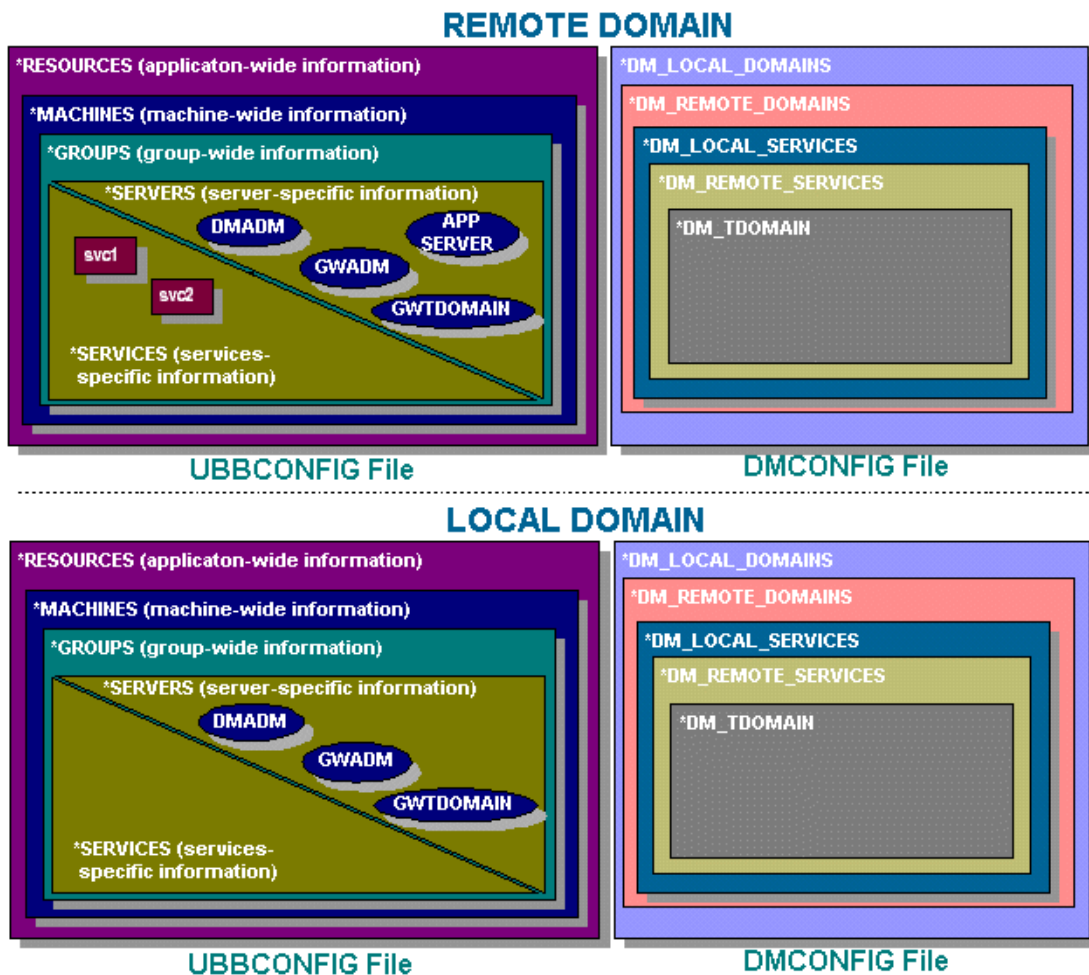 REMOTE DOMAIN
*RESOURCES (applicaton-wide information)
*MACHINES (machine-wide information)
*GROUPS (group-wide information)
*SERVERS (server-specific information)
DMADM
APP
SERVER
GWADM
GWTDOMAIN
svc1
svc2
*SERVICES (services-
specific information)
UBBCONFIG File
*DM_LOCAL_DOMAINS
*DM_REMOTE_DOMAINS
*DM_LOCAL_SERVICES
*DM_REMOTE_SERVICES
*DM_TDOMAIN
DMCONFIG File
LOCAL DOMAIN
*RESOURCES (applicaton-wide information)
*MACHINES (machine-wide information)
*GROUPS (group-wide information)
*SERVERS (server-specific information)
DMADM
GWADM
GWTDOMAIN
*SERVICES (services-
specific information)
UBBCONFIG File
*DM_LOCAL_DOMAINS
*DM_REMOTE_DOMAINS
*DM_LOCAL_SERVICES
*DM_REMOTE_SERVICES
*DM_TDOMAIN
DMCONFIG File